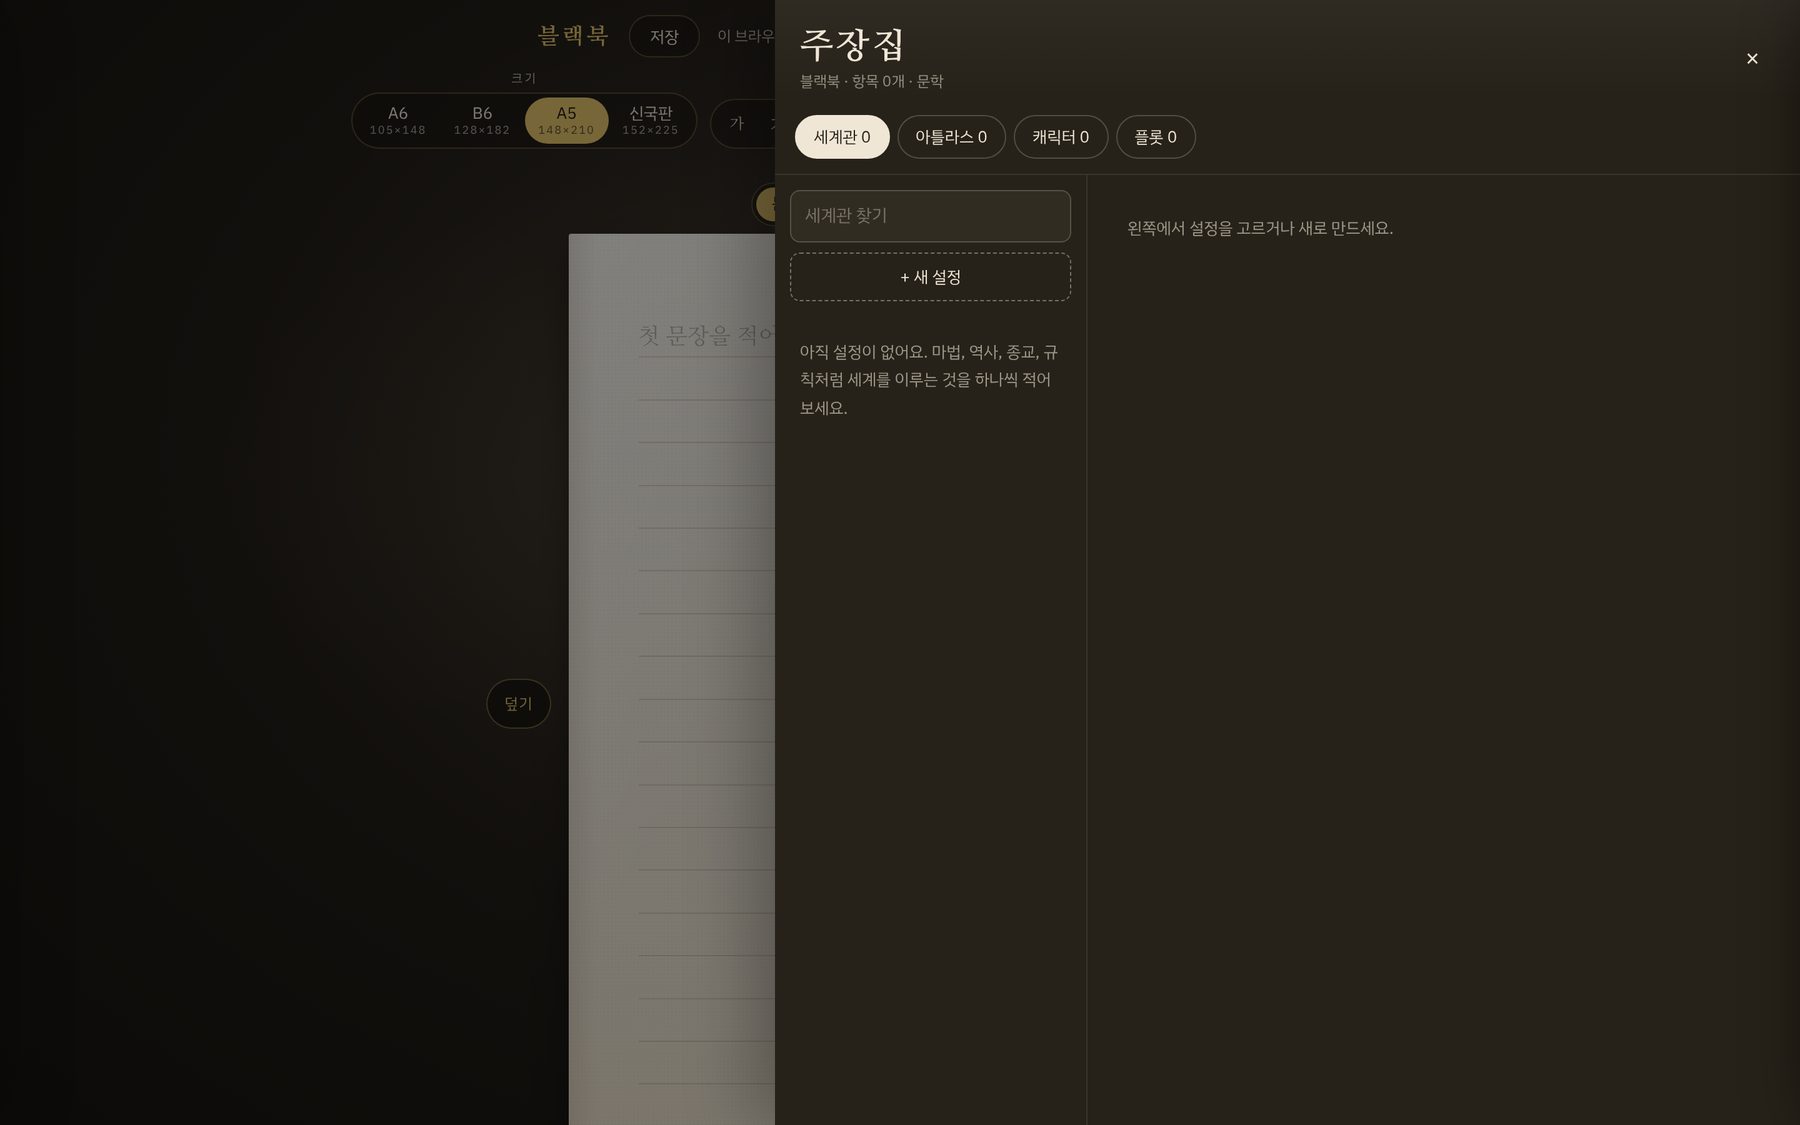 블랙북
저장
이 브라우
크기
A6
105×148
B6
128×182
A5
148×210
신국판
152×225
가
첫 문장을 적어
덮기
주장집
블랙북 · 항목 0개 · 문학
×
세계관 0
아틀라스 0
캐릭터 0
플롯 0
세계관 찾기
+ 새 설정
아직 설정이 없어요. 마법, 역사, 종교, 규
칙처럼 세계를 이루는 것을 하나씩 적어
보세요.
왼쪽에서 설정을 고르거나 새로 만드세요.